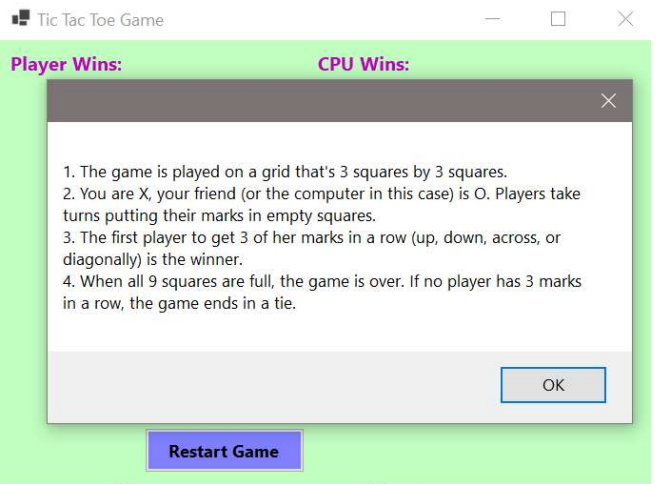 Tic Tac Toe Game
Player Wins: CPU Wins:
1. The game is played on a grid that's 3 squares by 3 squares.
2. You are X, your friend (or the computer in this case) is O. Players take
turns putting their marks in empty squares.
3. The first player to get 3 of her marks in a row (up, down, across, or
diagonally) is the winner.
4. When all 9 squares are full, the game is over. If no player has 3 marks
in a row, the game ends in a tie.
OK
Restart Game